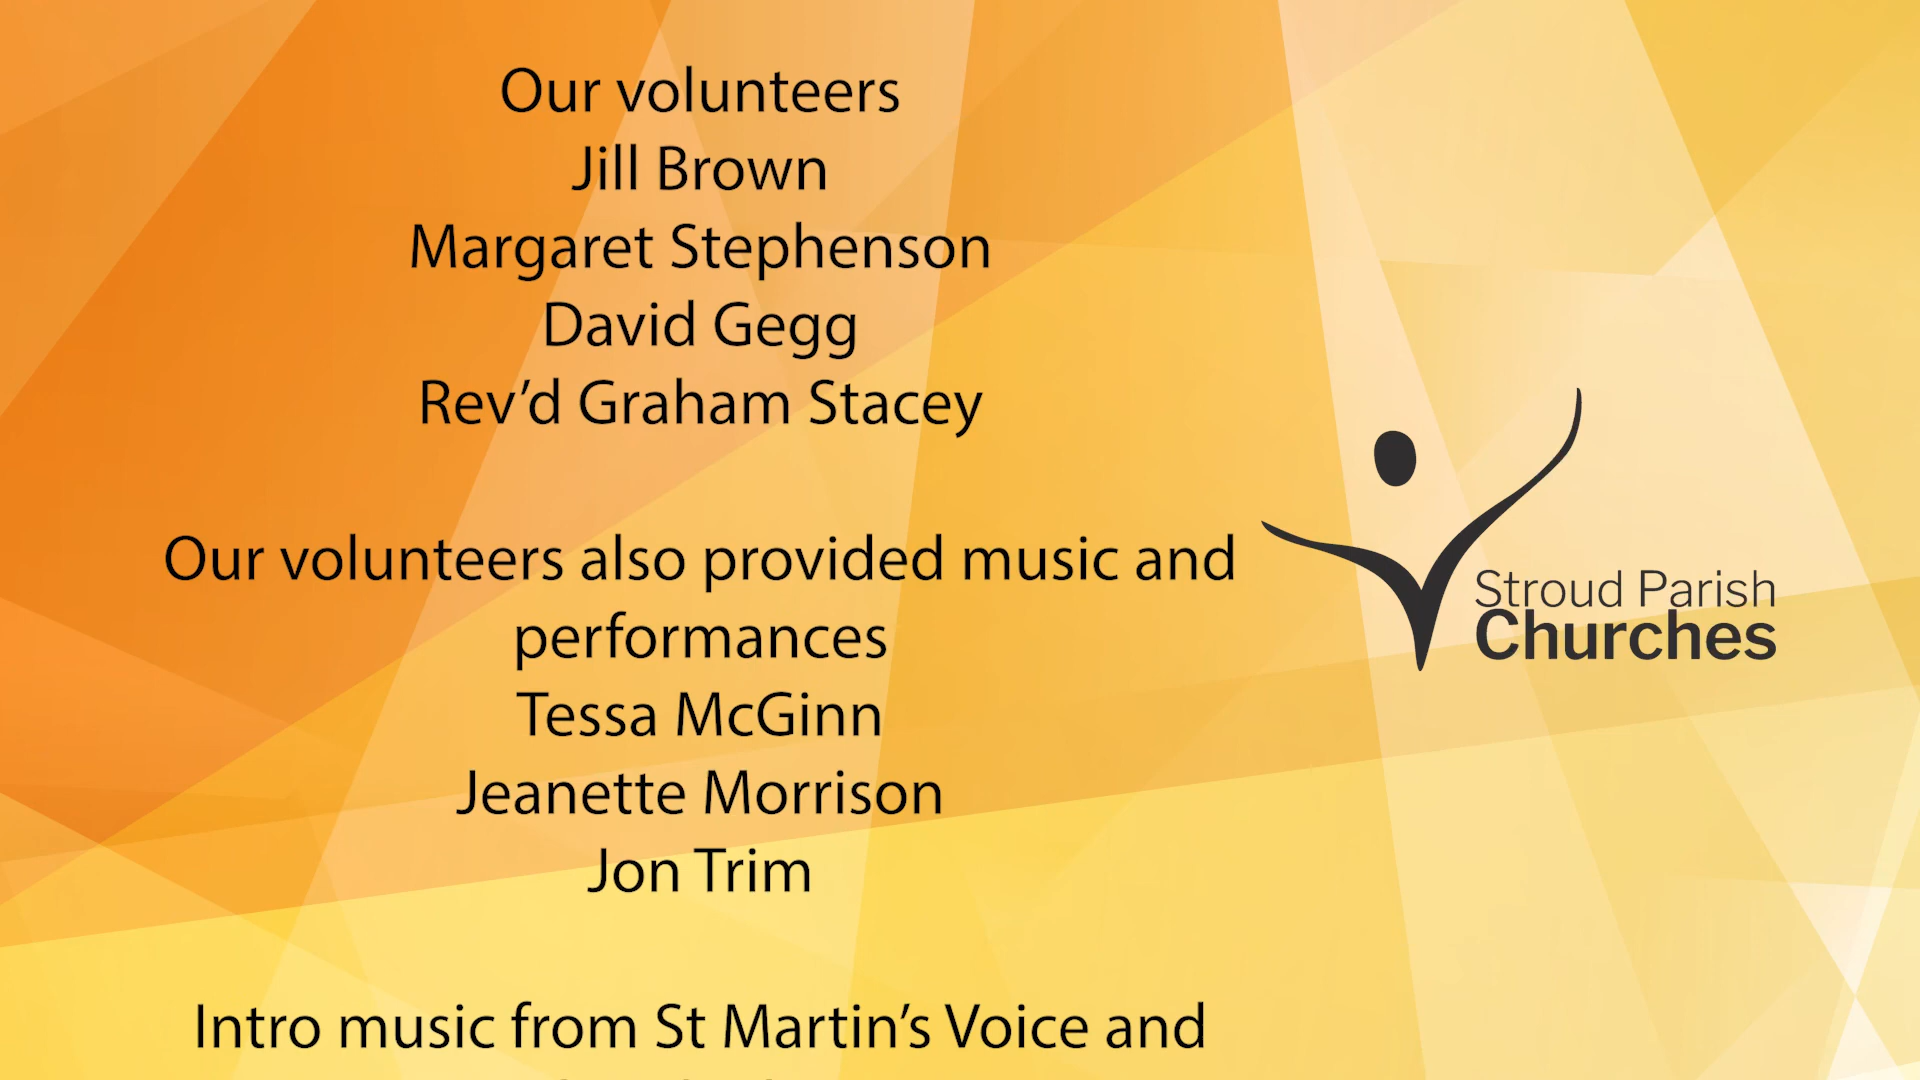 Our volunteers
Jill Brown
Margaret Stephenson
David Gegg
Rev’d Graham Stacey
Our volunteers also provided music and
performances
Tessa McGinn
Jeanette Morrison
Jon Trim
Intro music from St Martin’s Voice and
Stroud Parish
Churches